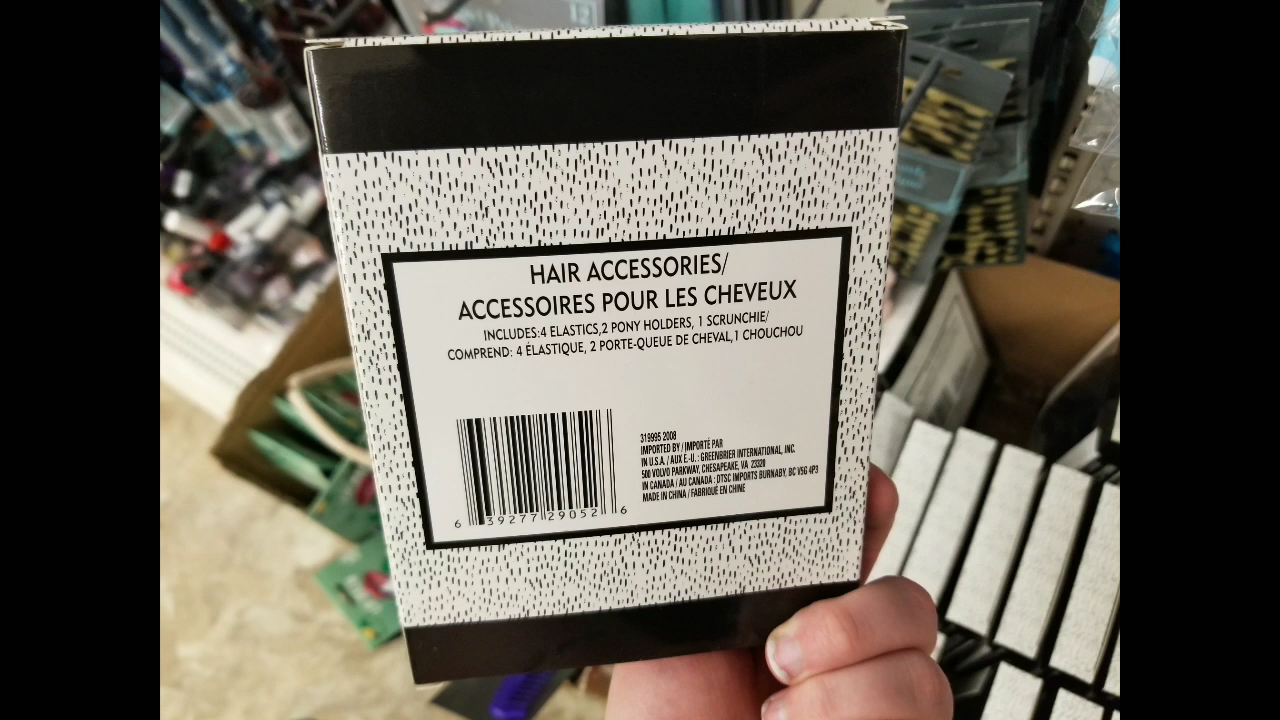 HAIR ACCESSORIES/
ACCESSOIRES POUR LES CHEVEUX
INCLUDES:4 ELASTICS,2 PONY HOLDERS, 1 SCRUNCHIE/
COMPREND: 4 ÉLASTIQUE, 2 PORTE-QUEUE DE CHEVAL,1 CHOUCHOU
319995 2008
IMPORTED BY / IMPORTÉ PAR
IN U.S.A. / AUX É.-U. : GREENBRIER INTERNATIONAL, INC.
500 VOLVO PARKWAY, CHESAPEAKE, VA 23320
IN CANADA / AU CANADA : DTSC IMPORTS BURNABY, BC V5G 4P3
MADE IN CHINA / FABRIQUÉ EN CHINE
6 39277 29052 6